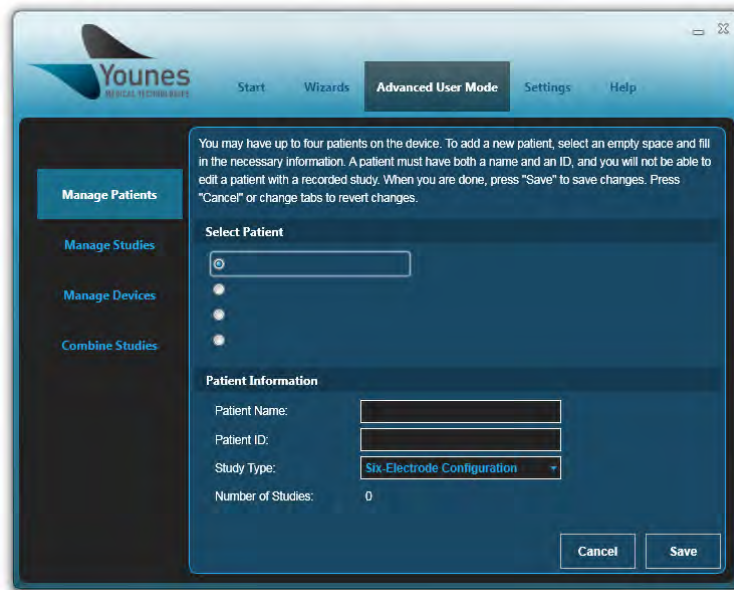 Younes
MEDICAL TECHNOLOGIES
Start
Wizards
Advanced User Mode
Settings
Help
Manage Patients
Manage Studies
Manage Devices
Combine Studies
You may have up to four patients on the device. To add a new patient, select an empty space and fill
in the necessary information. A patient must have both a name and an ID, and you will not be able to
edit a patient with a recorded study. When you are done, press "Save" to save changes. Press
"Cancel" or change tabs to revert changes.
Select Patient
Patient Information
Patient Name:
Patient ID:
Study Type: Six-Electrode Configuration
Number of Studies: 0
Cancel
Save